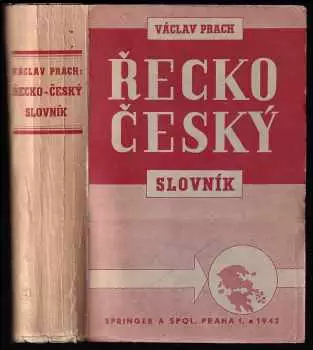 VÁCLAV PRACH:
ŘECKO-ČESKÝ
SLOVNÍK
VÁCLAV PRACH
ŘECKO
ČESKÝ
SLOVNÍK
SPRINGER A SPOL. PRAHA I. • 1942